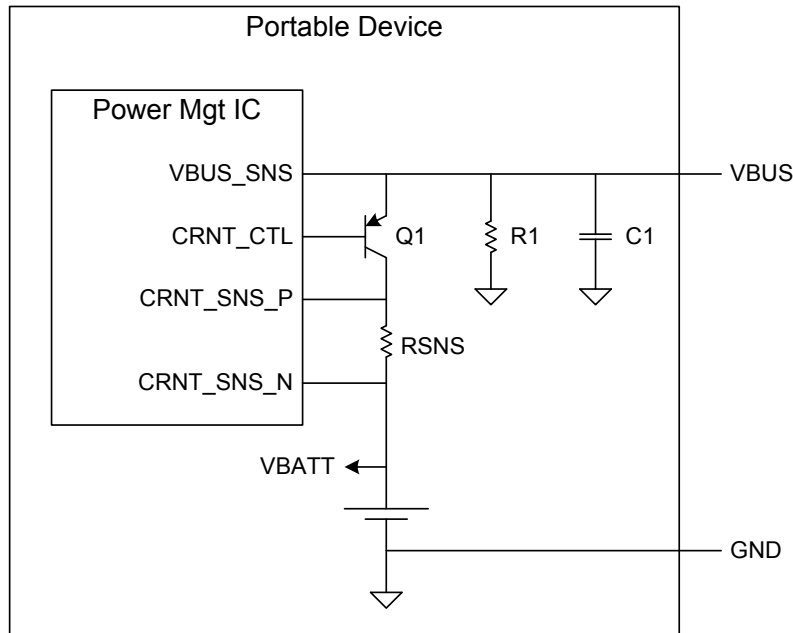 Portable Device
Power Mgt IC
VBUS_SNS
VBUS
CRNT_CTL
Q1
R1
C1
CRNT_SNS_P
RSNS
CRNT_SNS_N
VBATT
GND